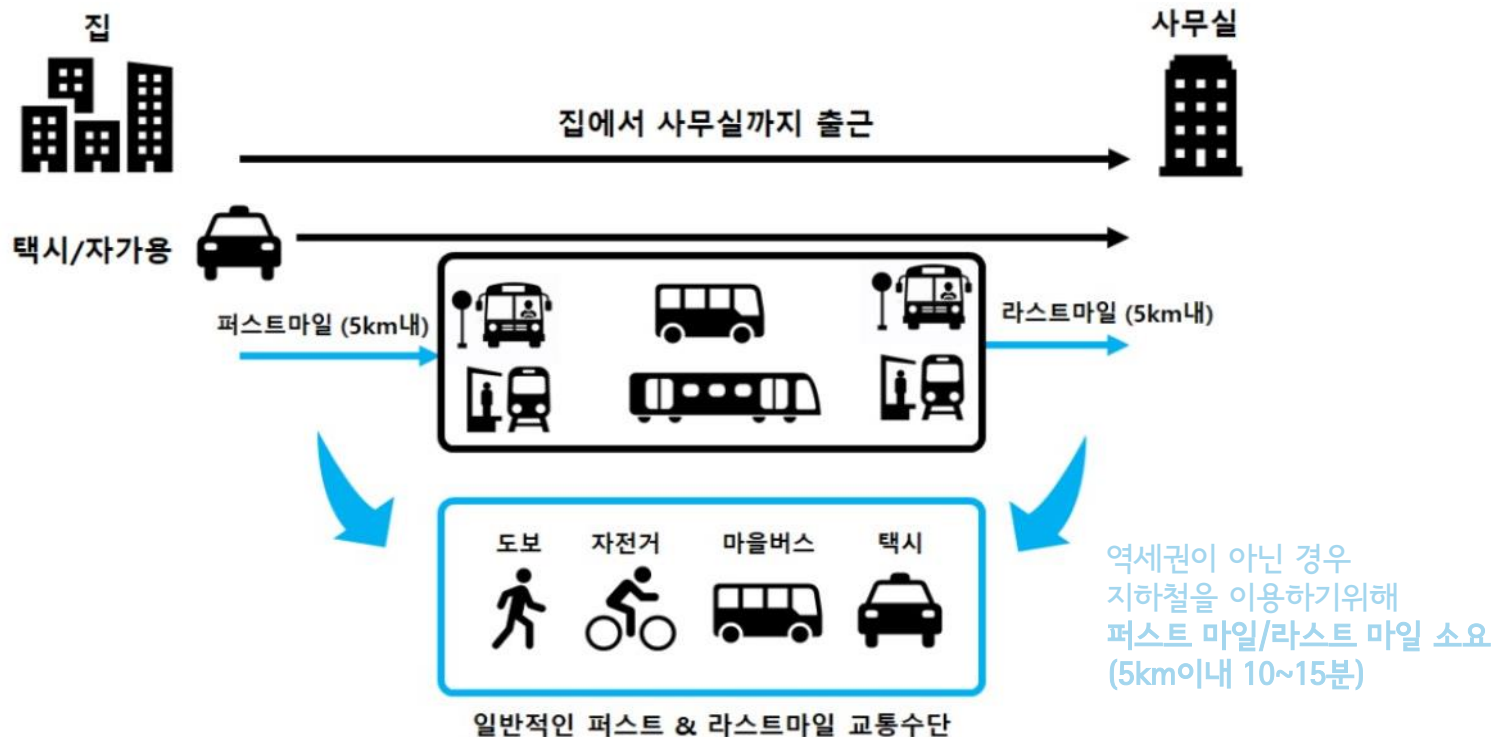 집
사무실
집에서 사무실까지 출근
택시/자가용
퍼스트마일 (5km내)
라스트마일 (5km내)
도보
자전거
마을버스
택시
역세권이 아닌 경우
지하철을 이용하기위해
퍼스트 마일/라스트 마일 소요
(5km이내 10~15분)
일반적인 퍼스트 & 라스트마일 교통수단